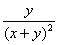 y/(x + y)²